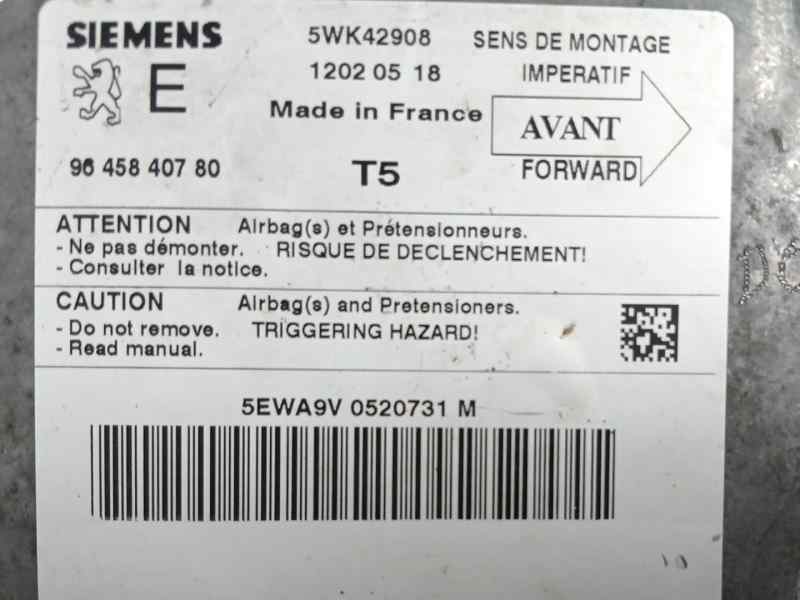 SIEMENS 5WK42908 SENS DE MONTAGE
E 1202 05 18 IMPERATIF
Made in France AVANT
96 458 407 80 T5 FORWARD
ATTENTION Airbag(s) et Prétensionneurs.
- Ne pas démonter. RISQUE DE DECLENCHEMENT!
- Consulter la notice.
CAUTION Airbag(s) and Pretensioners.
- Do not remove. TRIGGERING HAZARD!
- Read manual.
5EWA9V 0520731 M